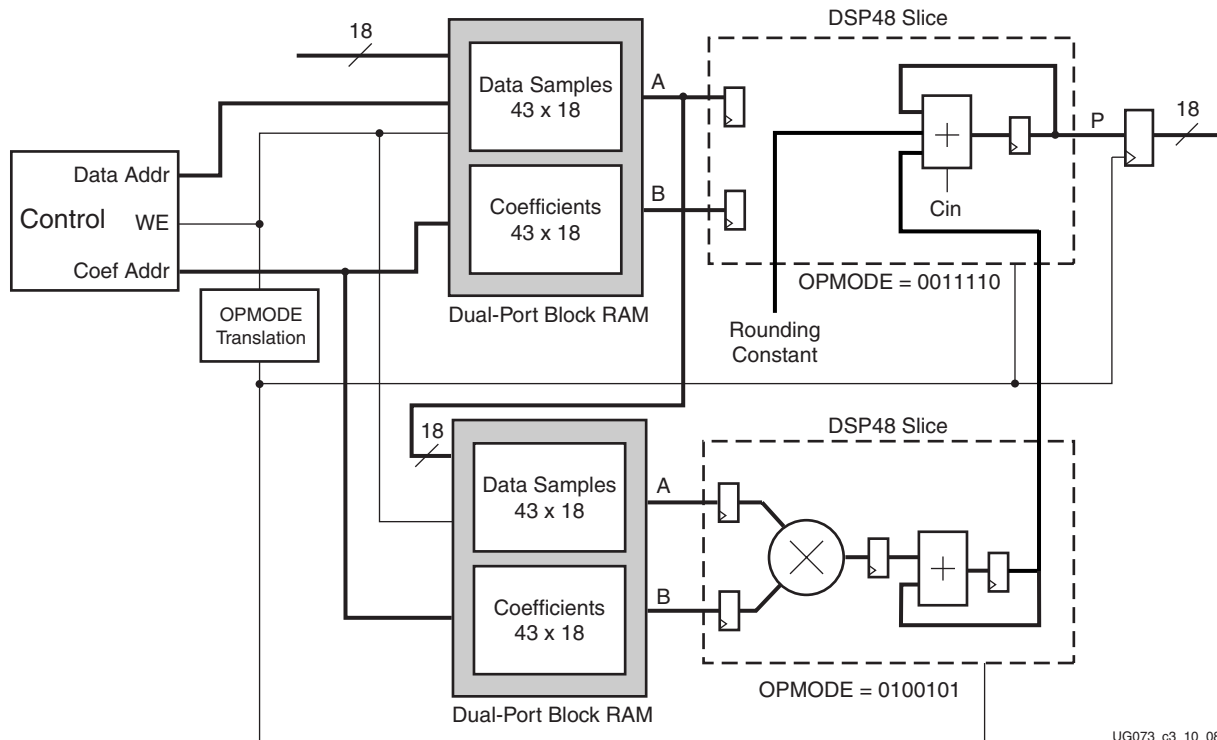 DSP48 Slice
18
Data Samples
43 x 18
A
P
18
Data Addr
Control
WE
Coef Addr
Coefficients
43 x 18
B
Cin
OPMODE = 0011110
OPMODE
Translation
Dual-Port Block RAM
Rounding
Constant
18
DSP48 Slice
Data Samples
43 x 18
A
Coefficients
43 x 18
B
OPMODE = 0100101
Dual-Port Block RAM